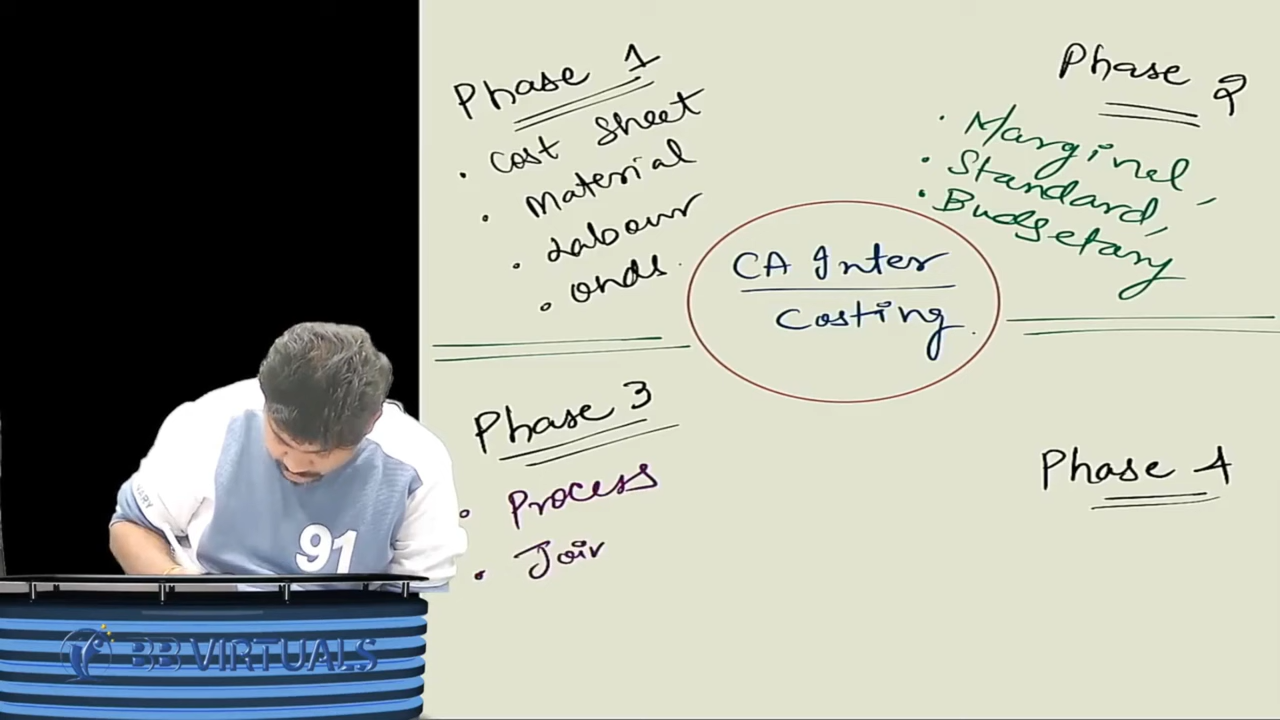 Phase 1
• Cost Sheet
• Material
• Labour
• OHDs.
Phase 2
• Marginal,
• Standard,
• Budgetary
CA Inter
Costing.
Phase 3
• Process
• Join
Phase 4
NARY
91
BB VIRTUALS